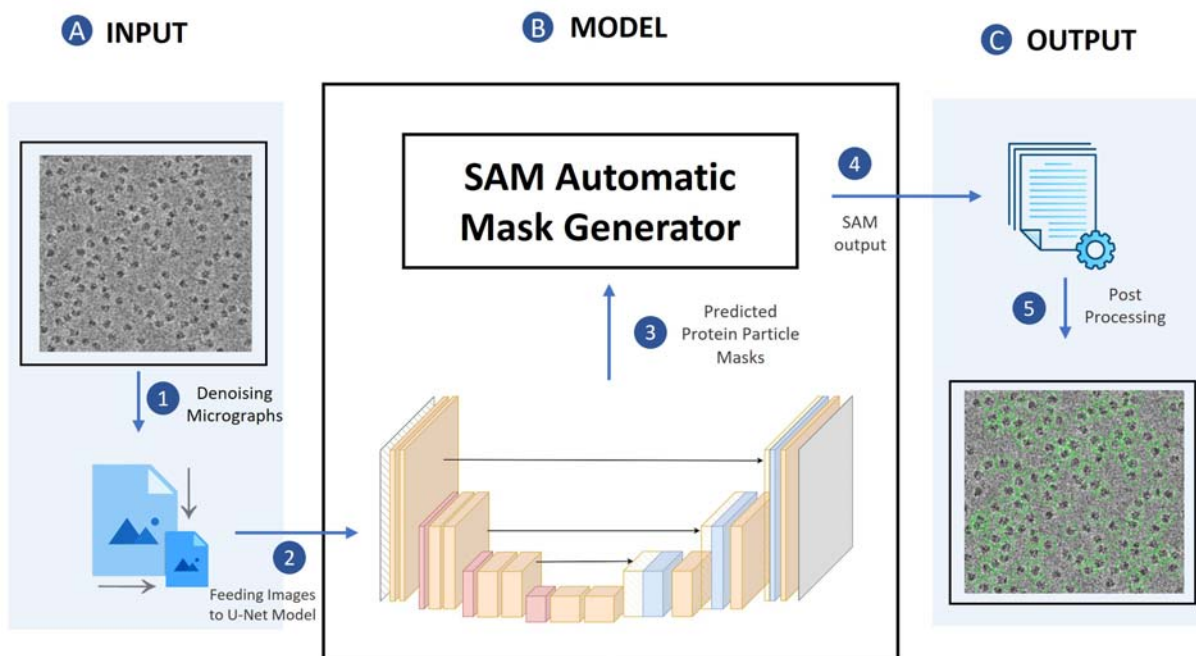 A INPUT
B MODEL
C OUTPUT
1 Denoising
Micrographs
2
Feeding Images
to U-Net Model
SAM Automatic
Mask Generator
3 Predicted
Protein Particle
Masks
4
SAM
output
5 Post
Processing